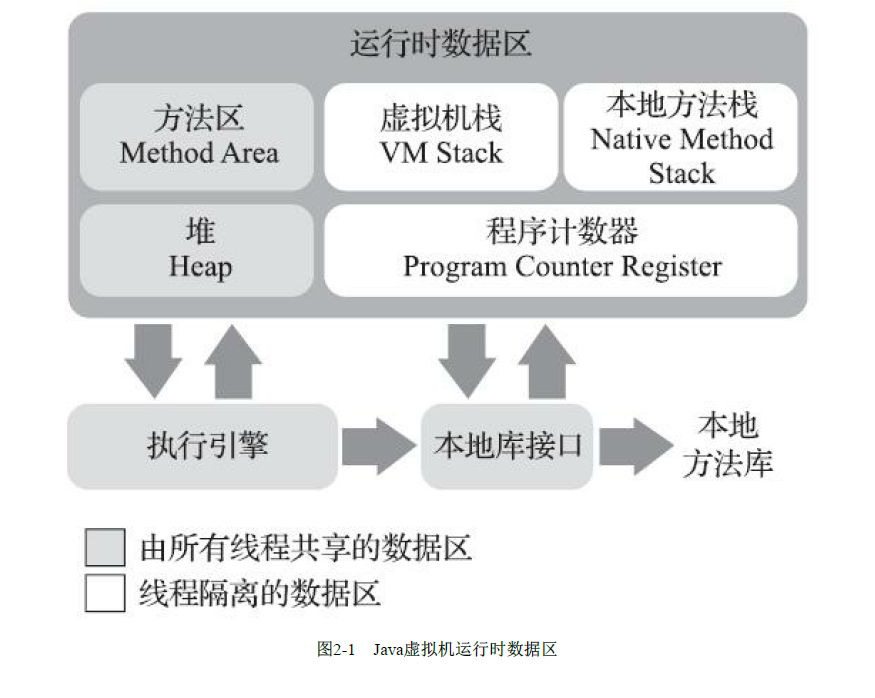 运行时数据区
方法区
Method Area
虚拟机栈
VM Stack
本地方法栈
Native Method
Stack
堆
Heap
程序计数器
Program Counter Register
执行引擎
本地库接口
本地
方法库
由所有线程共享的数据区
线程隔离的数据区
图2-1 Java虚拟机运行时数据区